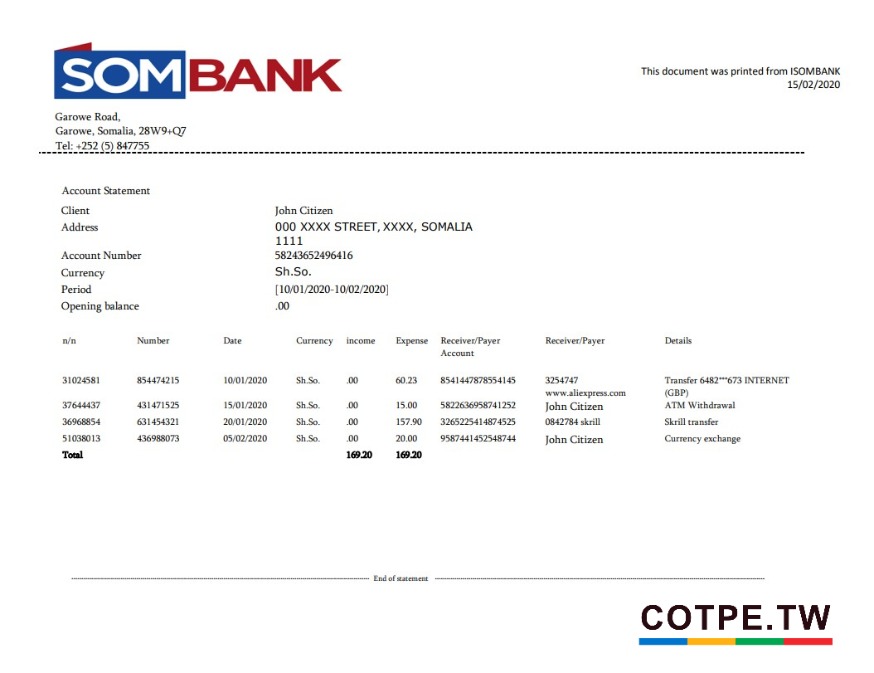 SOMBANK
This document was printed from ISOMBANK
15/02/2020
Garowe Road,
Garowe, Somalia, 28W9+Q7
Tel: +252 (5) 847755
Account Statement
Client John Citizen
Address 000 XXXX STREET, XXXX, SOMALIA
1111
Account Number 58243652496416
Currency Sh.So.
Period [10/01/2020-10/02/2020]
Opening balance .00
n/n Number Date Currency income Expense Receiver/Payer Receiver/Payer Details
Account
31024581 854474215 10/01/2020 Sh.So. .00 60.23 8541447878554145 3254747 Transfer 6482***673 INTERNET
www.aliexpress.com (GBP)
37644437 431471525 15/01/2020 Sh.So. .00 15.00 5822636958741252 John Citizen ATM Withdrawal
36968854 631454321 20/01/2020 Sh.So. .00 157.90 3265225414874525 0842784 skrill Skrill transfer
51038013 436988073 05/02/2020 Sh.So. .00 20.00 9587441452548744 John Citizen Currency exchange
Total 169.20 169.20
End of statement
COTPE.TW